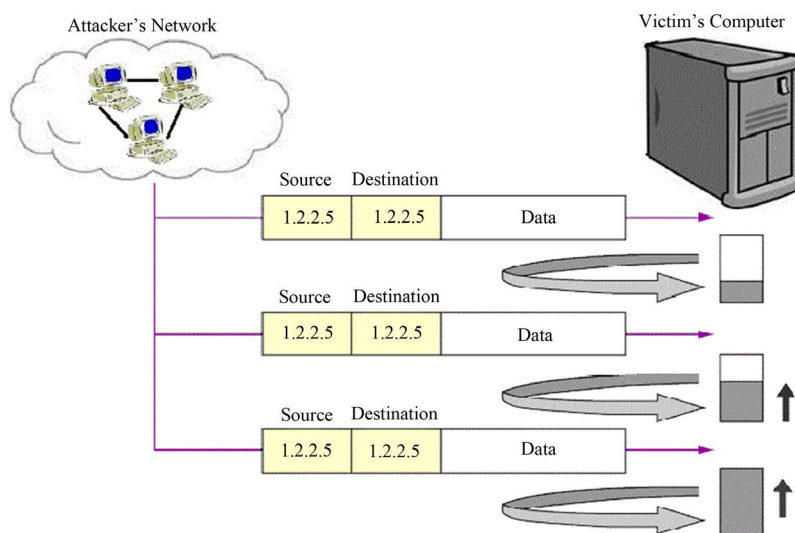 Attacker's Network
Victim's Computer
Source Destination
1.2.2.5 1.2.2.5 Data
Source Destination
1.2.2.5 1.2.2.5 Data
Source Destination
1.2.2.5 1.2.2.5 Data